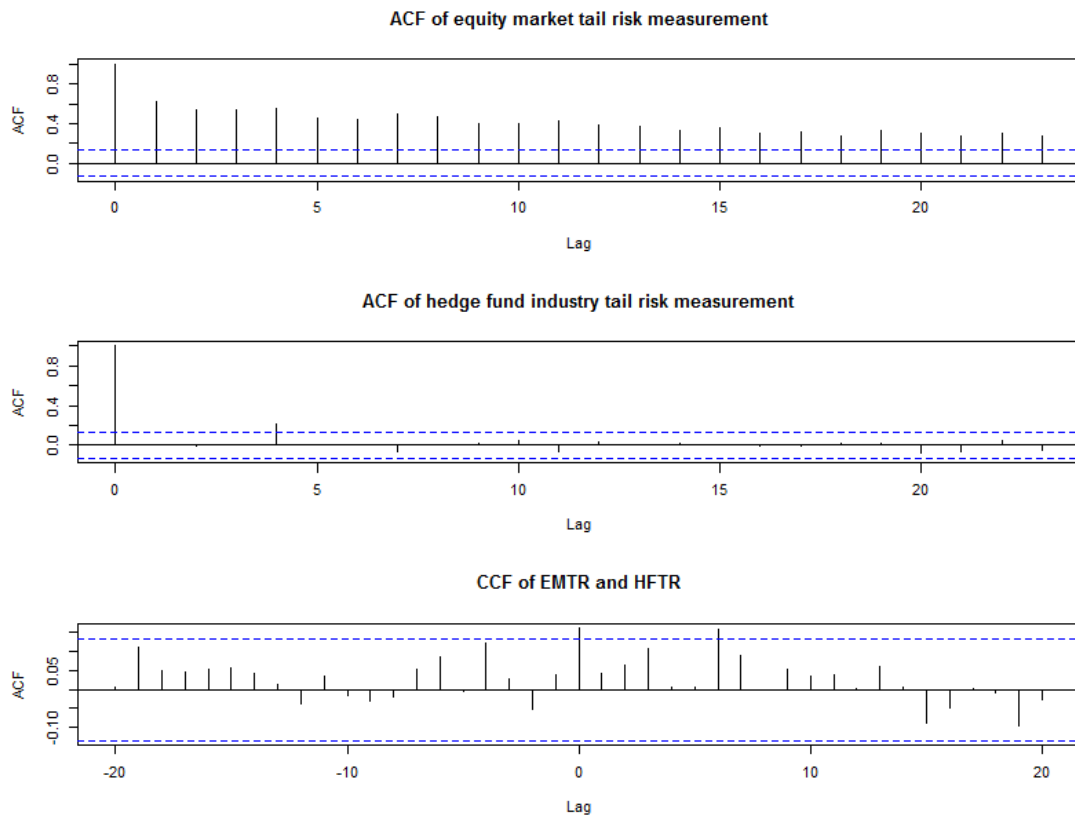 ACF of equity market tail risk measurement
ACF
0.0 0.4 0.8
0 5 10 15 20
Lag
ACF of hedge fund industry tail risk measurement
ACF
0.0 0.4 0.8
0 5 10 15 20
Lag
CCF of EMTR and HFTR
ACF
-0.10 0.05
-20 -10 0 10 20
Lag